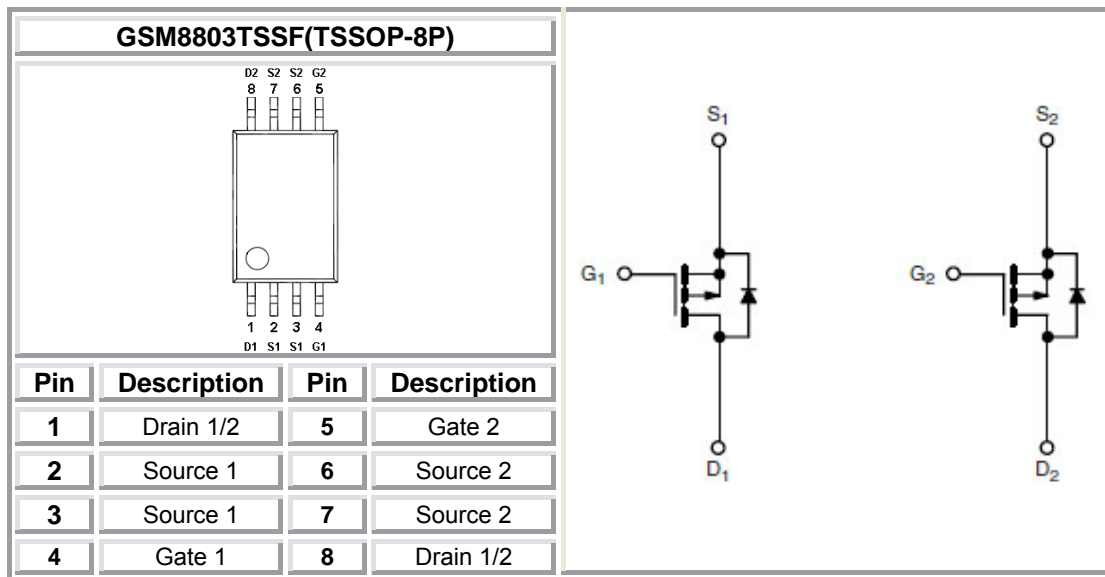 GSM8803TSSF(TSSOP-8P)
D2 S2 S2 G2
8 7 6 5
1 2 3 4
D1 S1 S1 G1
Pin Description Pin Description
1 Drain 1/2 5 Gate 2
2 Source 1 6 Source 2
3 Source 1 7 Source 2
4 Gate 1 8 Drain 1/2
S1 S2
G1 G2
D1 D2